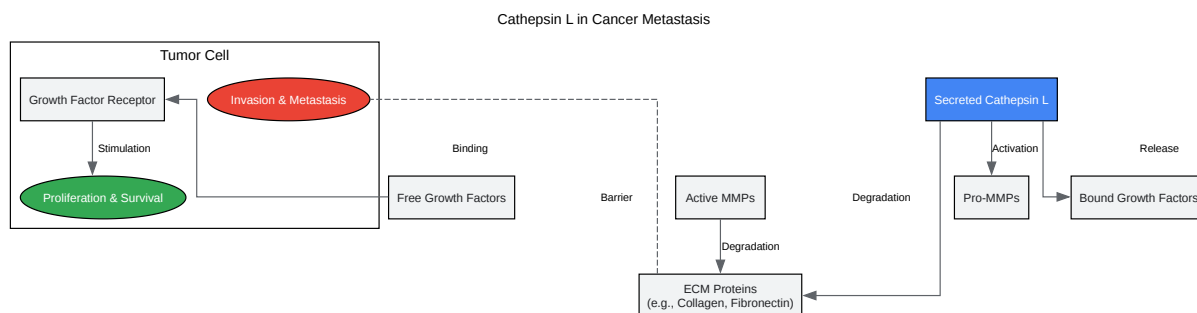 Cathepsin L in Cancer Metastasis
Tumor Cell
Growth Factor Receptor
Invasion & Metastasis
Secreted Cathepsin L
Stimulation
Binding
Activation
Release
Proliferation & Survival
Free Growth Factors
Barrier
Active MMPs
Degradation
Pro-MMPs
Bound Growth Factors
Degradation
ECM Proteins
(e.g., Collagen, Fibronectin)